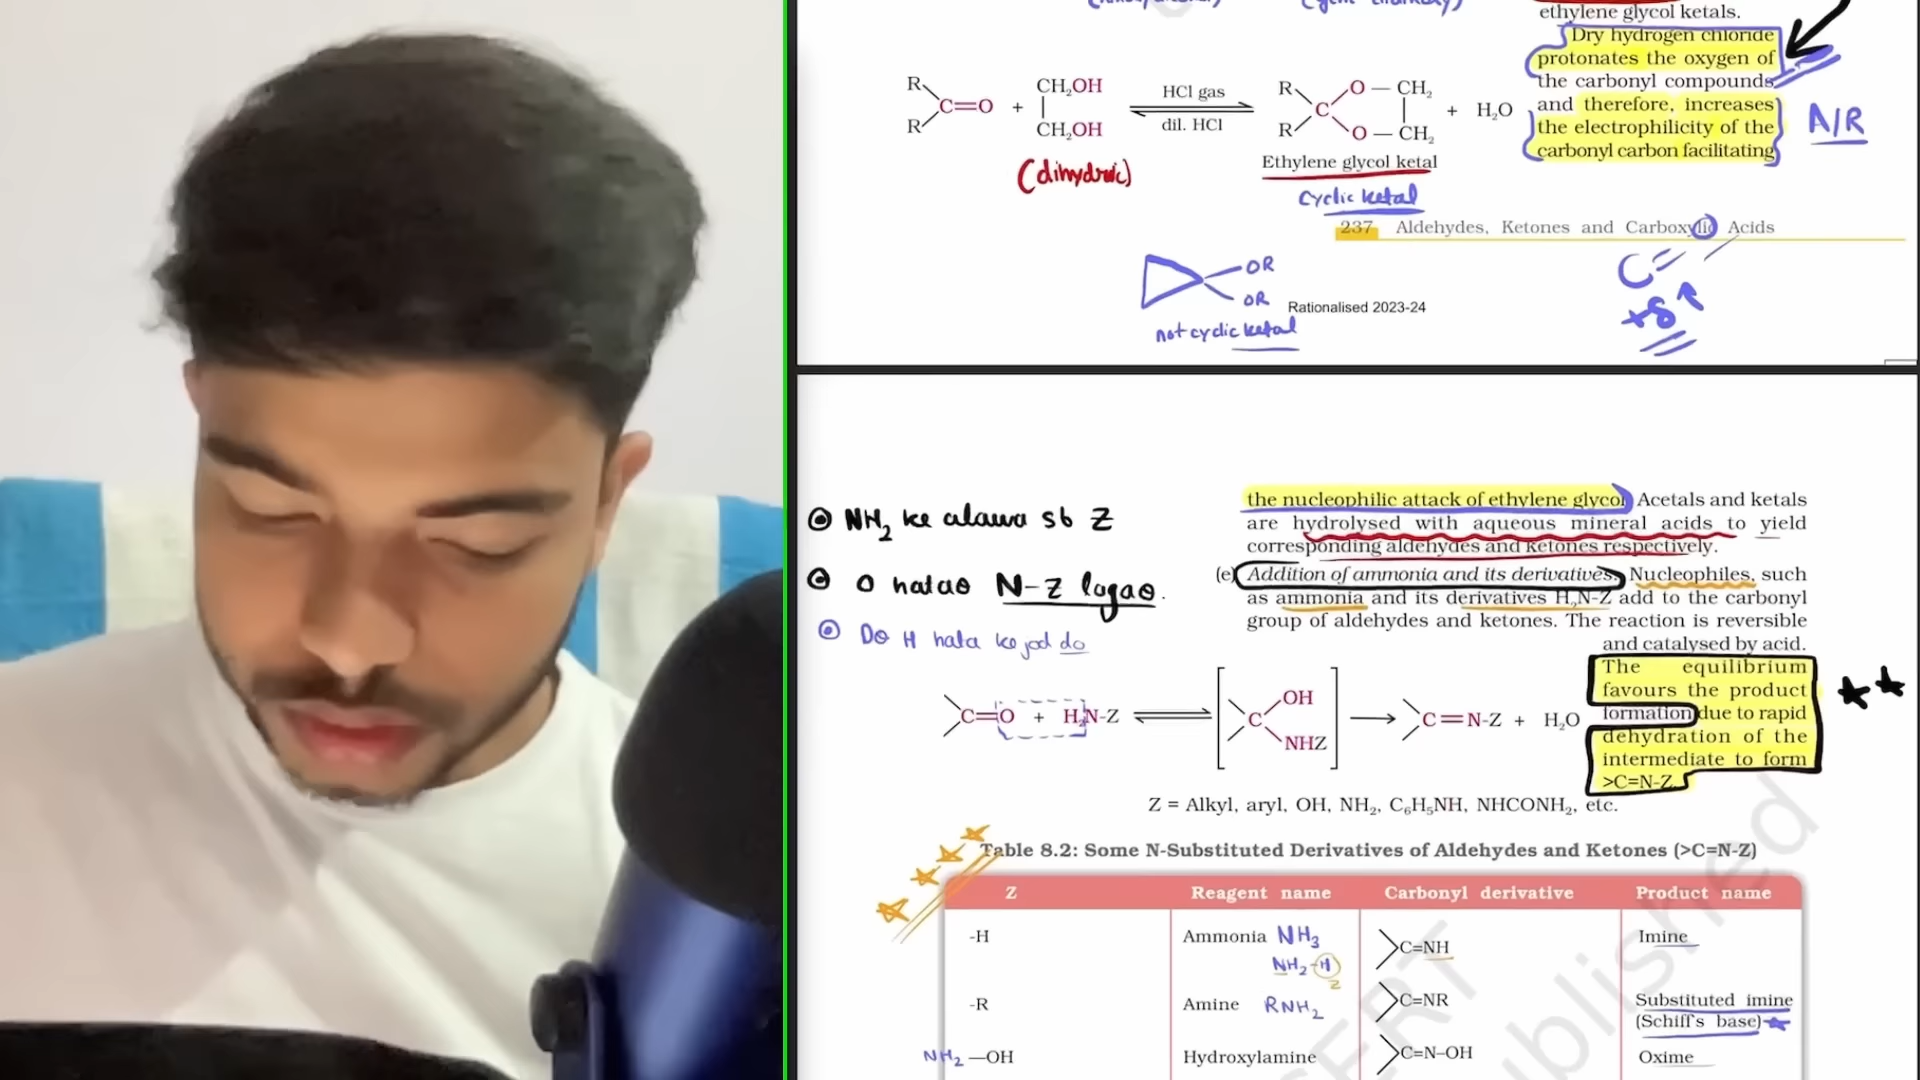 ethylene glycol ketals.
Dry hydrogen chloride
protonates the oxygen of
the carbonyl compounds
and therefore, increases
the electrophilicity of the
carbonyl carbon facilitating
A/R
R
R
C=O + CH₂OH
CH₂OH
HCl gas
dil. HCl
R
R
C
O — CH₂
O — CH₂
+ H₂O
(dihydric)
Ethylene glycol ketal
Cyclic ketal
237 Aldehydes, Ketones and Carboxylic Acids
OR
OR
not cyclic ketal
Rationalised 2023-24
C=
+δ↑
the nucleophilic attack of ethylene glycol. Acetals and ketals
are hydrolysed with aqueous mineral acids to yield
corresponding aldehydes and ketones respectively.
NH₂ ke alawa sb Z
O hatao N-Z lagao.
Do H hata ke jod do
(e) Addition of ammonia and its derivatives: Nucleophiles, such
as ammonia and its derivatives H₂N-Z add to the carbonyl
group of aldehydes and ketones. The reaction is reversible
and catalysed by acid.
The equilibrium
favours the product
formation due to rapid
dehydration of the
intermediate to form
>C=N-Z.
C=O + H₂N-Z
C
OH
NHZ
C=N-Z + H₂O
Z = Alkyl, aryl, OH, NH₂, C₆H₅NH, NHCONH₂, etc.
Table 8.2: Some N-Substituted Derivatives of Aldehydes and Ketones (>C=N-Z)
Z Reagent name Carbonyl derivative Product name
-H Ammonia NH₃ C=NH Imine
NH₂-H
Z
-R Amine RNH₂ C=NR Substituted imine
(Schiff's base)
NH₂ —OH Hydroxylamine C=N–OH Oxime